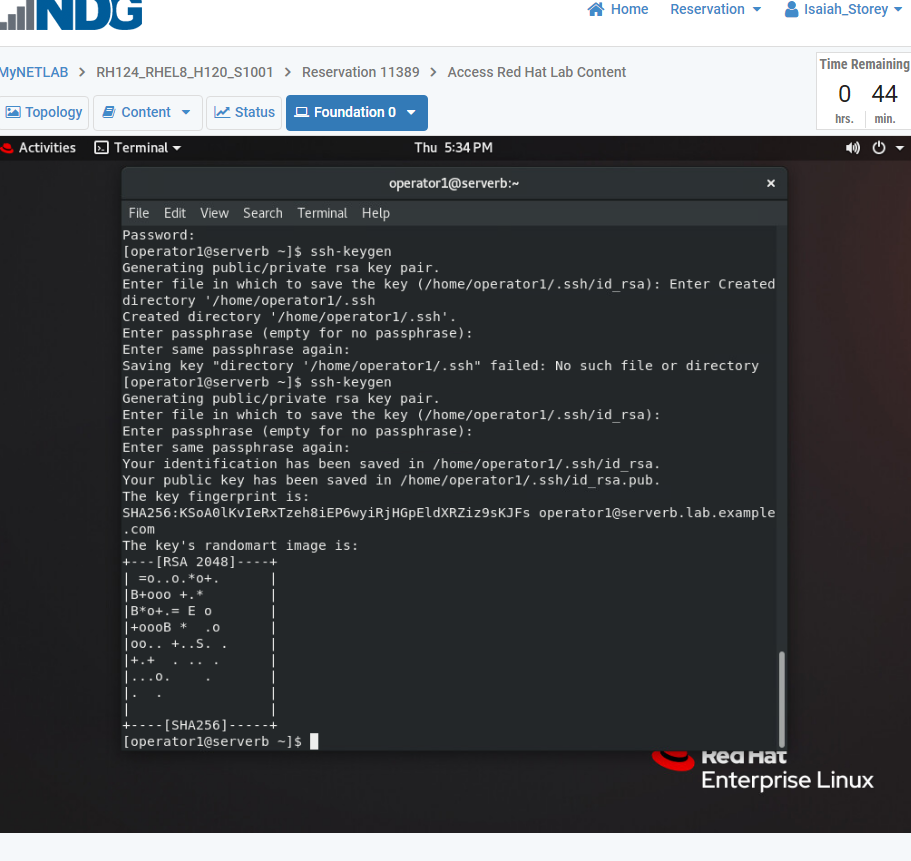 NDG
Home Reservation Isaiah_Storey
MyNETLAB > RH124_RHEL8_H120_S1001 > Reservation 11389 > Access Red Hat Lab Content
Time Remaining
0 44
hrs. min.
Topology Content Status Foundation 0
Activities Terminal Thu 5:34 PM
operator1@serverb:~ ×
File Edit View Search Terminal Help
Password:
[operator1@serverb ~]$ ssh-keygen
Generating public/private rsa key pair.
Enter file in which to save the key (/home/operator1/.ssh/id_rsa): Enter Created
directory '/home/operator1/.ssh
Created directory '/home/operator1/.ssh'.
Enter passphrase (empty for no passphrase):
Enter same passphrase again:
Saving key "directory '/home/operator1/.ssh" failed: No such file or directory
[operator1@serverb ~]$ ssh-keygen
Generating public/private rsa key pair.
Enter file in which to save the key (/home/operator1/.ssh/id_rsa):
Enter passphrase (empty for no passphrase):
Enter same passphrase again:
Your identification has been saved in /home/operator1/.ssh/id_rsa.
Your public key has been saved in /home/operator1/.ssh/id_rsa.pub.
The key fingerprint is:
SHA256:KSoA0lKvIeRxTzeh8iEP6wyiRjHGpEldXRZiz9sKJFs operator1@serverb.lab.example
.com
The key's randomart image is:
+---[RSA 2048]----+
| =o..o.*o+.      |
|B+ooo +.*        |
|B*o+.= E o       |
|+oooB *  .o      |
|oo.. +..S. .     |
|+.+  . .. .      |
|...o.    .       |
|.  .             |
|                 |
+----[SHA256]-----+
[operator1@serverb ~]$
Red Hat
Enterprise Linux